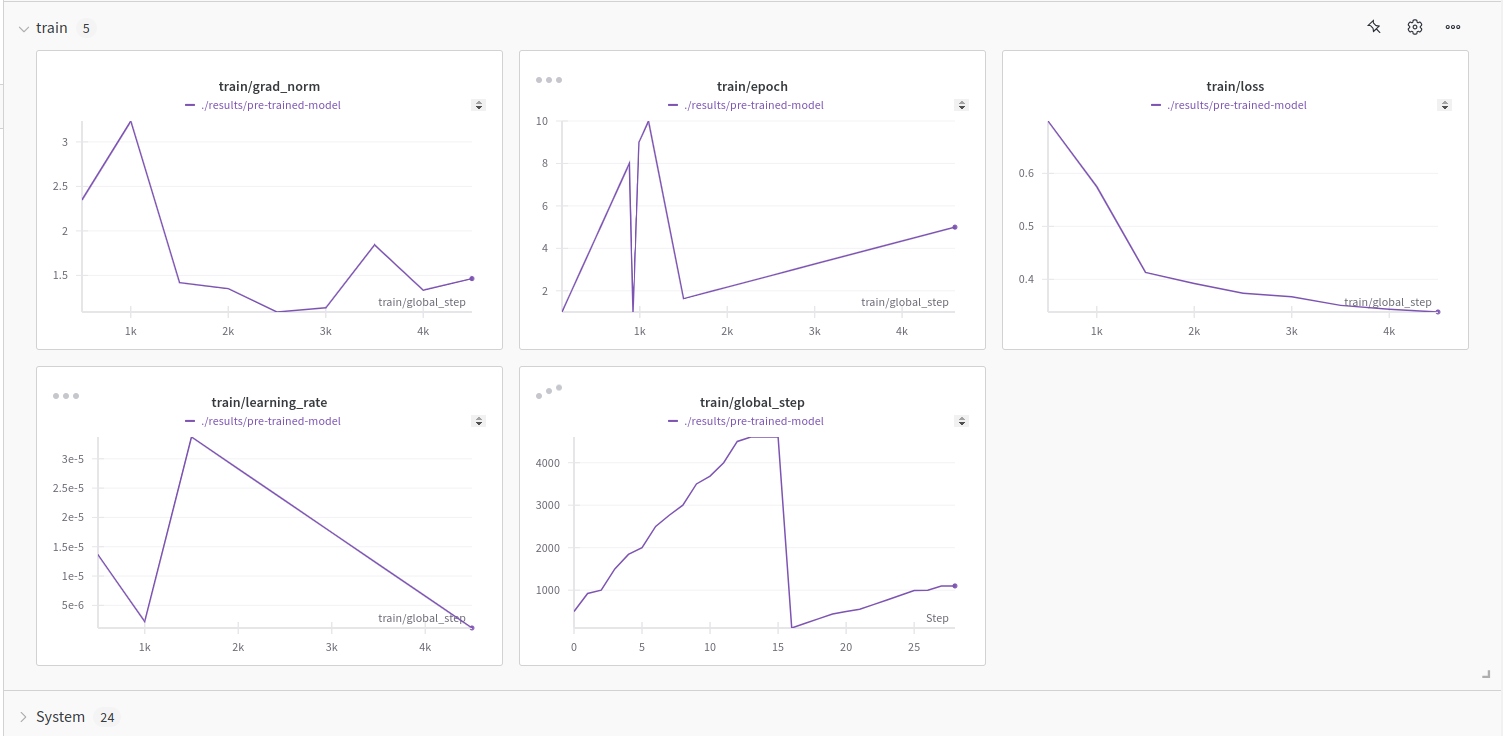 train 5
train/grad_norm
./results/pre-trained-model
3
2.5
2
1.5
train/global_step
1k 2k 3k 4k
train/epoch
./results/pre-trained-model
10
8
6
4
2
train/global_step
1k 2k 3k 4k
train/loss
./results/pre-trained-model
0.6
0.5
0.4
train/global_step
1k 2k 3k 4k
train/learning_rate
./results/pre-trained-model
3e-5
2.5e-5
2e-5
1.5e-5
1e-5
5e-6
train/global_step
1k 2k 3k 4k
train/global_step
./results/pre-trained-model
4000
3000
2000
1000
Step
0 5 10 15 20 25
System 24